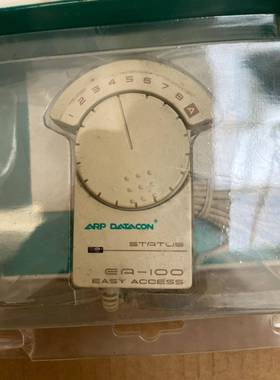 1 2 3 4 5 6 7 8 A
ARP DATACON
STATUS
EA-100
EASY ACCESS